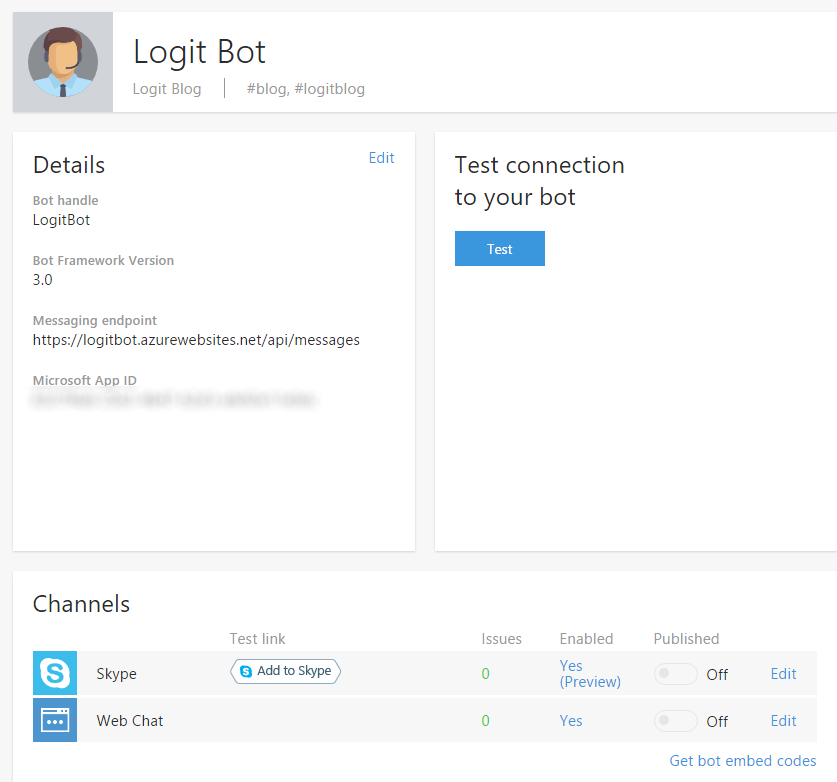 Logit Bot
Logit Blog
#blog, #logitblog
Details
Edit
Bot handle
LogitBot
Bot Framework Version
3.0
Messaging endpoint
https://logitbot.azurewebsites.net/api/messages
Microsoft App ID
Test connection
to your bot
Test
Channels
Test link Issues Enabled Published
Skype Add to Skype 0 Yes
(Preview) Off Edit
Web Chat 0 Yes Off Edit
Get bot embed codes